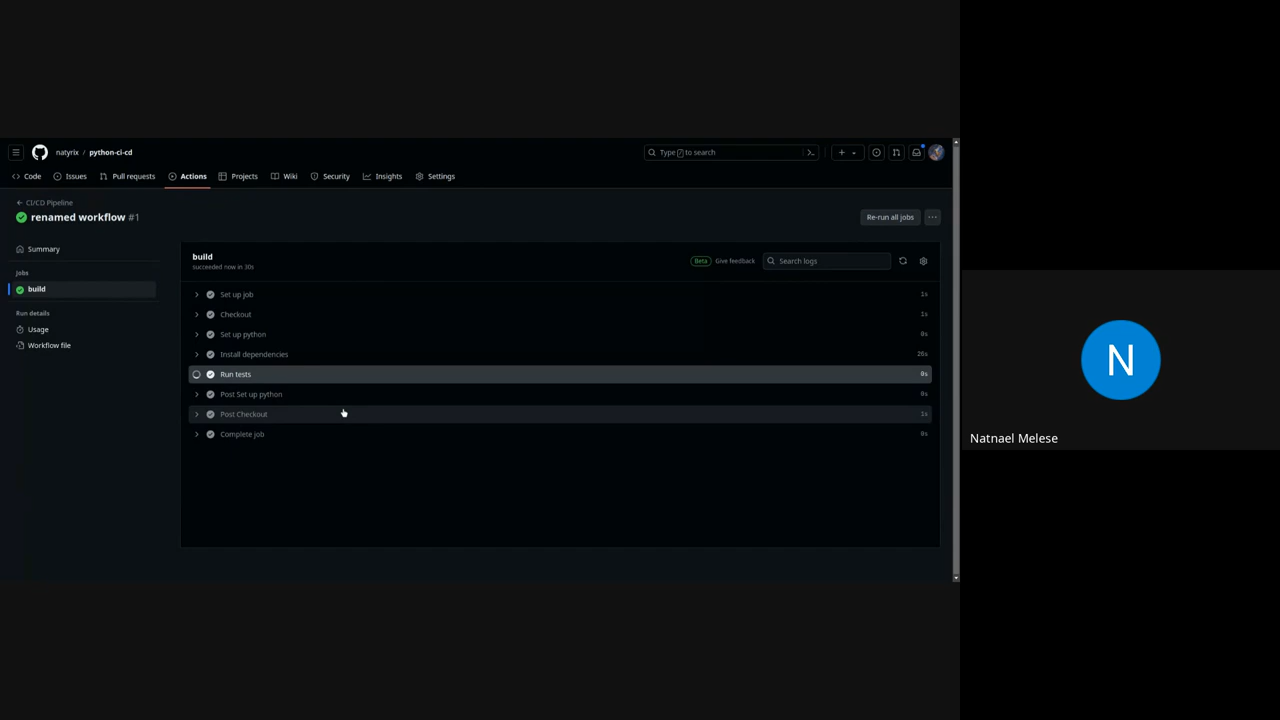 natyrix / python-ci-cd
Type / to search
Code Issues Pull requests Actions Projects Wiki Security Insights Settings
CI/CD Pipeline
renamed workflow #1
Re-run all jobs
Summary
Jobs
build
Run details
Usage
Workflow file
build
succeeded now in 30s
Beta Give feedback
Search logs
Set up job 1s
Checkout 1s
Set up python 0s
Install dependencies 26s
Run tests 0s
Post Set up python 0s
Post Checkout 1s
Complete job 0s
N
Natnael Melese